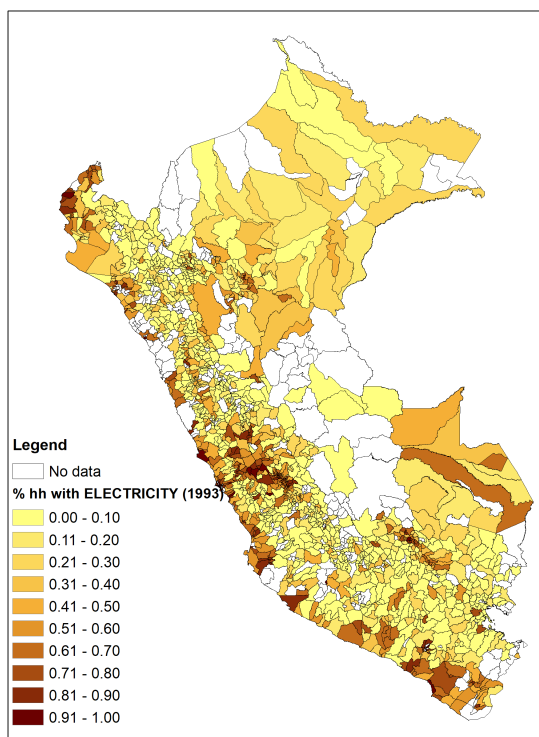 Legend
No data
% hh with ELECTRICITY (1993)
0.00 - 0.10
0.11 - 0.20
0.21 - 0.30
0.31 - 0.40
0.41 - 0.50
0.51 - 0.60
0.61 - 0.70
0.71 - 0.80
0.81 - 0.90
0.91 - 1.00